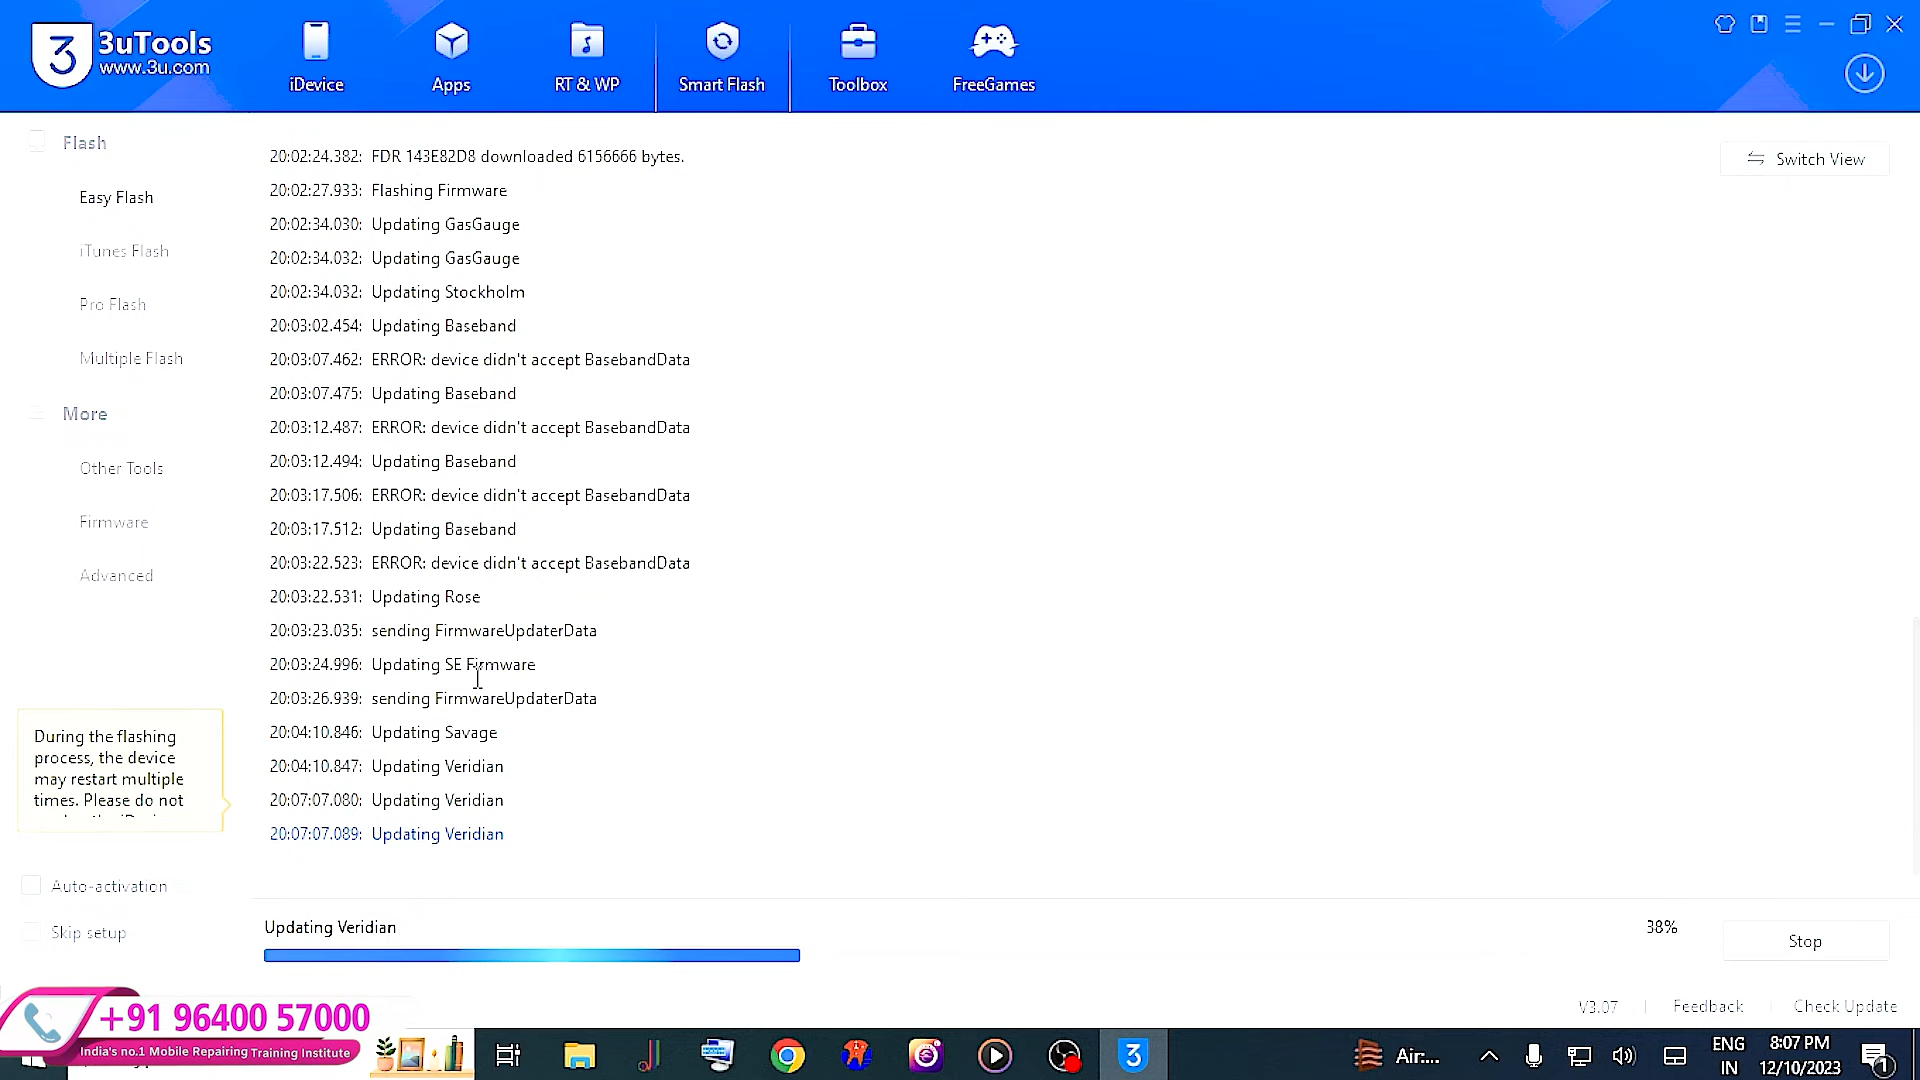 3uTools
www.3u.com
iDevice
Apps
RT & WP
Smart Flash
Toolbox
FreeGames
Flash
Easy Flash
iTunes Flash
Pro Flash
Multiple Flash
More
Other Tools
Firmware
Advanced
During the flashing
process, the device
may restart multiple
times. Please do not
Auto-activation
Skip setup
Switch View
20:02:24.382: FDR 143E82D8 downloaded 6156666 bytes.
20:02:27.933: Flashing Firmware
20:02:34.030: Updating GasGauge
20:02:34.032: Updating GasGauge
20:02:34.032: Updating Stockholm
20:03:02.454: Updating Baseband
20:03:07.462: ERROR: device didn't accept BasebandData
20:03:07.475: Updating Baseband
20:03:12.487: ERROR: device didn't accept BasebandData
20:03:12.494: Updating Baseband
20:03:17.506: ERROR: device didn't accept BasebandData
20:03:17.512: Updating Baseband
20:03:22.523: ERROR: device didn't accept BasebandData
20:03:22.531: Updating Rose
20:03:23.035: sending FirmwareUpdaterData
20:03:24.996: Updating SE Firmware
20:03:26.939: sending FirmwareUpdaterData
20:04:10.846: Updating Savage
20:04:10.847: Updating Veridian
20:07:07.080: Updating Veridian
20:07:07.089: Updating Veridian
Updating Veridian
38%
Stop
V3.07
Feedback
Check Update
+91 96400 57000
India's no.1 Mobile Repairing Training Institute
Air:...
ENG
IN
8:07 PM
12/10/2023
1